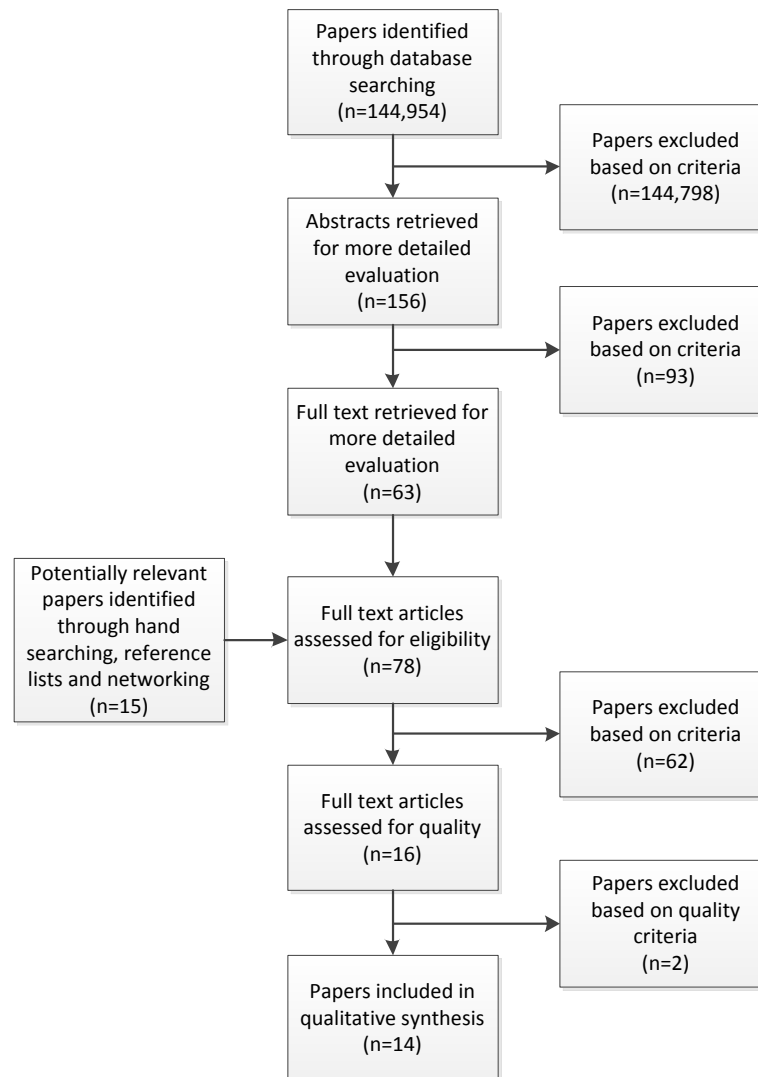 Papers identified
through database
searching
(n=144,954)
Papers excluded
based on criteria
(n=144,798)
Abstracts retrieved
for more detailed
evaluation
(n=156)
Papers excluded
based on criteria
(n=93)
Full text retrieved for
more detailed
evaluation
(n=63)
Potentially relevant
papers identified
through hand
searching, reference
lists and networking
(n=15)
Full text articles
assessed for eligibility
(n=78)
Papers excluded
based on criteria
(n=62)
Full text articles
assessed for quality
(n=16)
Papers excluded
based on quality
criteria
(n=2)
Papers included in
qualitative synthesis
(n=14)